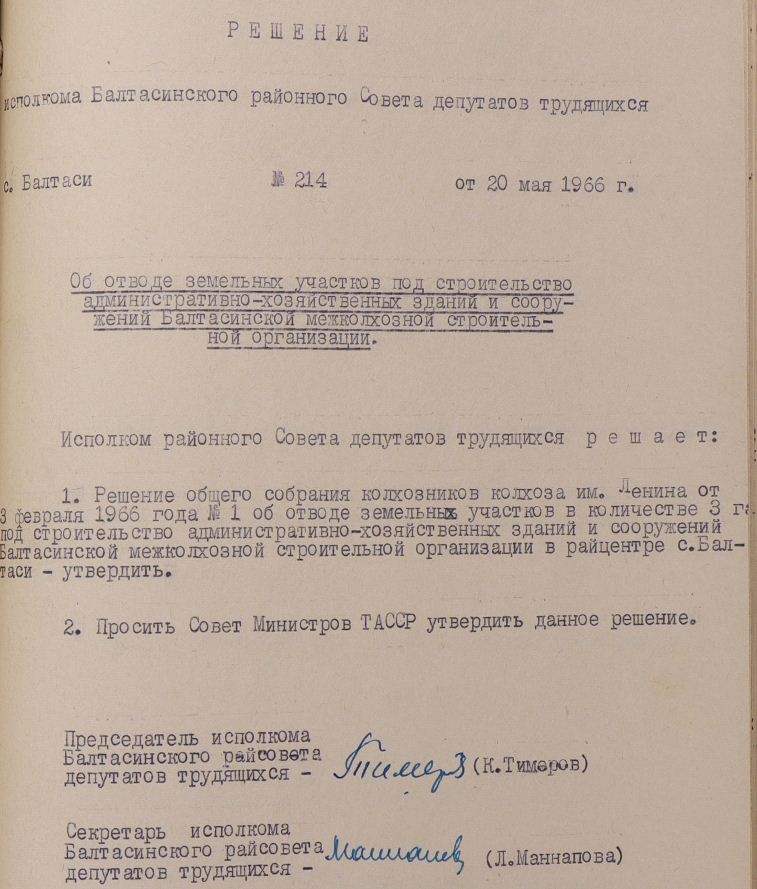 Р Е Ш Е Н И Е
исполкома Балтасинского районного Совета депутатов трудящихся
с. Балтаси № 214 от 20 мая 1966 г.
Об отводе земельных участков под строительство
административно-хозяйственных зданий и соору-
жений Балтасинской межколхозной строитель-
ной организации.
Исполком районного Совета депутатов трудящихся р е ш а е т:
1. Решение общего собрания колхозников колхоза им. Ленина от
3 февраля 1966 года № 1 об отводе земельных участков в количестве 3 га.
под строительство административно-хозяйственных зданий и сооружений
Балтасинской межколхозной строительной организации в райцентре с.Бал-
таси - утвердить.
2. Просить Совет Министров ТАССР утвердить данное решение.
Председатель исполкома
Балтасинского райсовета
депутатов трудящихся - Тимеров (К.Тимеров)
Секретарь исполкома
Балтасинского райсовета
депутатов трудящихся - Маннапов (Л.Маннапова)